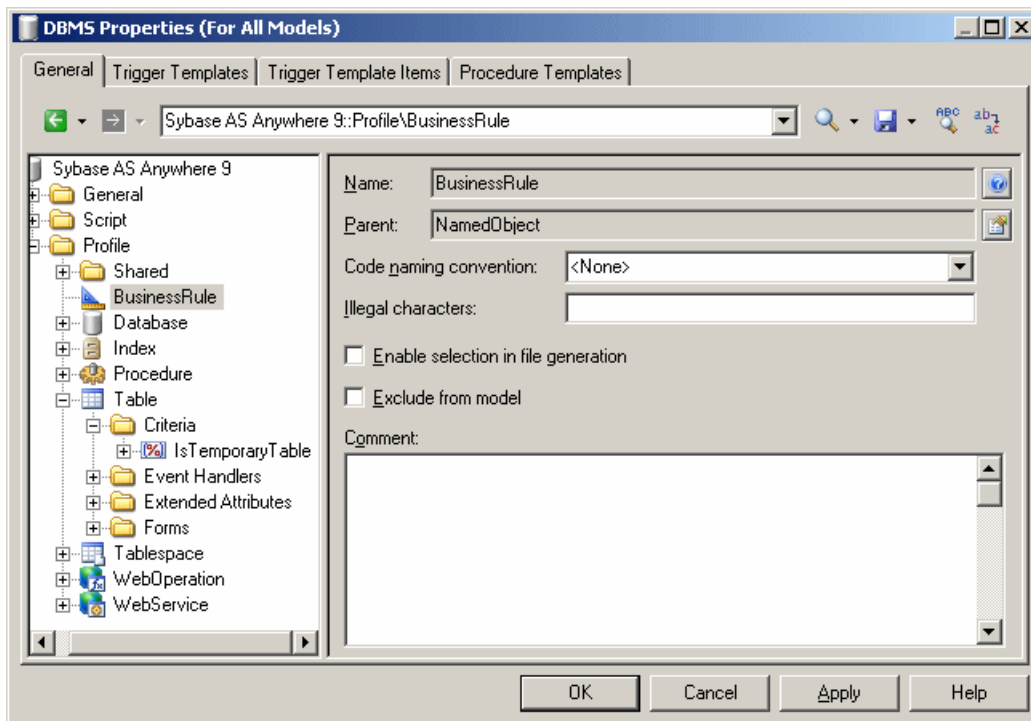 DBMS Properties (For All Models)
General Trigger Templates Trigger Template Items Procedure Templates
Sybase AS Anywhere 9::Profile\BusinessRule
ABC
ab
ac
Sybase AS Anywhere 9
General
Script
Profile
Shared
BusinessRule
Database
Index
Procedure
Table
Criteria
IsTemporaryTable
Event Handlers
Extended Attributes
Forms
Tablespace
WebOperation
WebService
Name: BusinessRule
Parent: NamedObject
Code naming convention: <None>
Illegal characters:
Enable selection in file generation
Exclude from model
Comment:
OK Cancel Apply Help